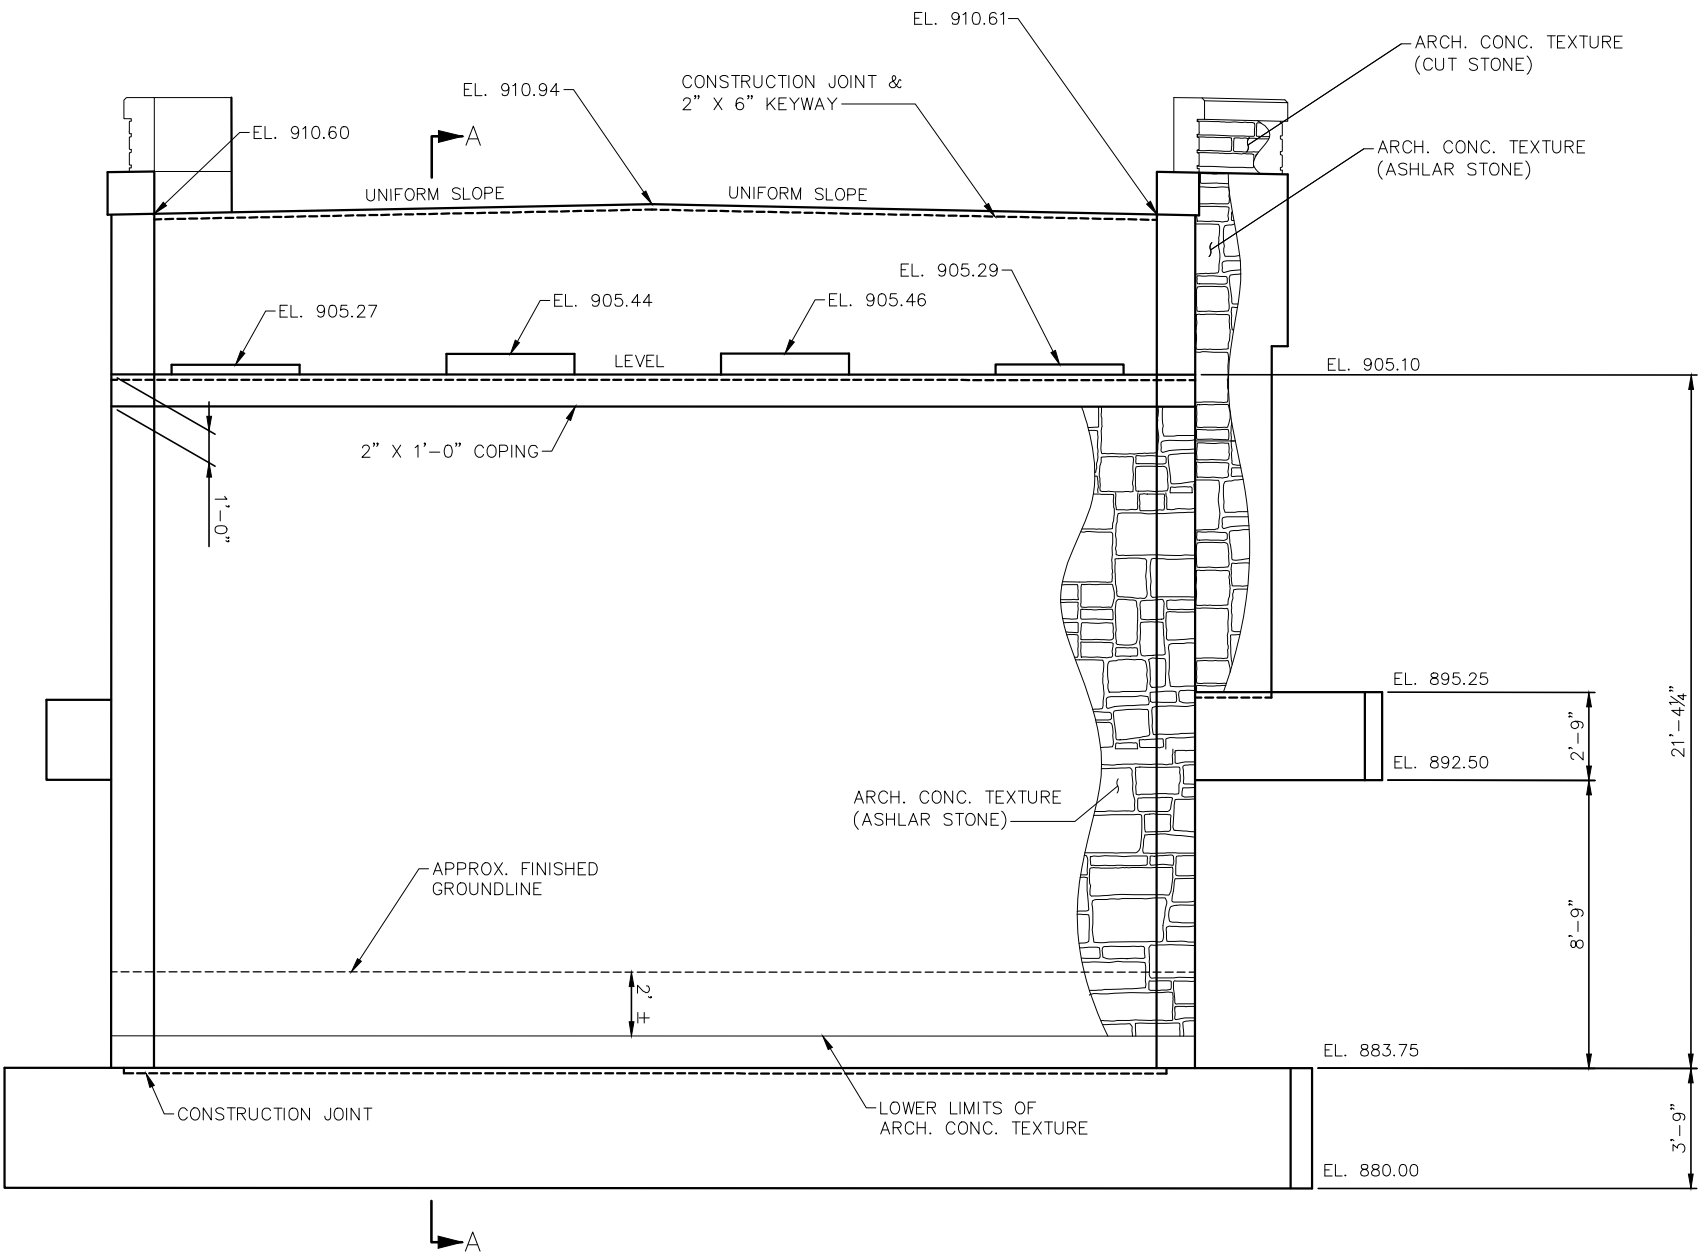 EL. 910.61
ARCH. CONC. TEXTURE
(CUT STONE)
CONSTRUCTION JOINT &
2" X 6" KEYWAY
EL. 910.94
EL. 910.60
A
ARCH. CONC. TEXTURE
(ASHLAR STONE)
UNIFORM SLOPE
UNIFORM SLOPE
EL. 905.29
EL. 905.27
EL. 905.44
EL. 905.46
LEVEL
EL. 905.10
2" X 1'-0" COPING
1'-0"
EL. 895.25
2'-9"
21'-4¼"
EL. 892.50
ARCH. CONC. TEXTURE
(ASHLAR STONE)
APPROX. FINISHED
GROUNDLINE
8'-9"
2' ±
EL. 883.75
CONSTRUCTION JOINT
LOWER LIMITS OF
ARCH. CONC. TEXTURE
3'-9"
EL. 880.00
A